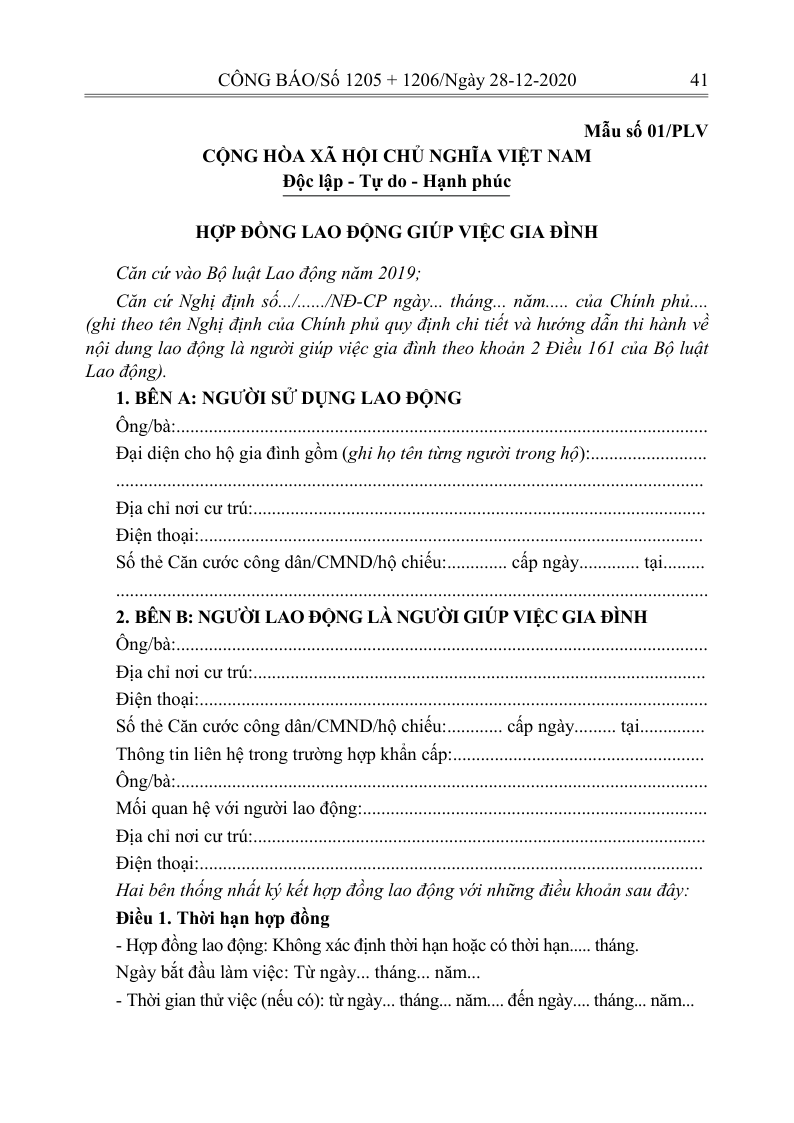 CÔNG BÁO/Số 1205 + 1206/Ngày 28-12-2020 41
Mẫu số 01/PLV
CỘNG HÒA XÃ HỘI CHỦ NGHĨA VIỆT NAM
Độc lập - Tự do - Hạnh phúc
HỢP ĐỒNG LAO ĐỘNG GIÚP VIỆC GIA ĐÌNH
Căn cứ vào Bộ luật Lao động năm 2019;
Căn cứ Nghị định số.../....../NĐ-CP ngày... tháng... năm..... của Chính phủ....
(ghi theo tên Nghị định của Chính phủ quy định chi tiết và hướng dẫn thi hành về
nội dung lao động là người giúp việc gia đình theo khoản 2 Điều 161 của Bộ luật
Lao động).
1. BÊN A: NGƯỜI SỬ DỤNG LAO ĐỘNG
Ông/bà:...................................................................................................................
Đại diện cho hộ gia đình gồm (ghi họ tên từng người trong hộ):.........................
...............................................................................................................................
Địa chỉ nơi cư trú:..................................................................................................
Điện thoại:.............................................................................................................
Số thẻ Căn cước công dân/CMND/hộ chiếu:............. cấp ngày............. tại.........
................................................................................................................................
2. BÊN B: NGƯỜI LAO ĐỘNG LÀ NGƯỜI GIÚP VIỆC GIA ĐÌNH
Ông/bà:...................................................................................................................
Địa chỉ nơi cư trú:..................................................................................................
Điện thoại:..............................................................................................................
Số thẻ Căn cước công dân/CMND/hộ chiếu:............ cấp ngày......... tại..............
Thông tin liên hệ trong trường hợp khẩn cấp:......................................................
Ông/bà:...................................................................................................................
Mối quan hệ với người lao động:..........................................................................
Địa chỉ nơi cư trú:..................................................................................................
Điện thoại:.............................................................................................................
Hai bên thống nhất ký kết hợp đồng lao động với những điều khoản sau đây:
Điều 1. Thời hạn hợp đồng
- Hợp đồng lao động: Không xác định thời hạn hoặc có thời hạn..... tháng.
Ngày bắt đầu làm việc: Từ ngày... tháng... năm...
- Thời gian thử việc (nếu có): từ ngày... tháng... năm.... đến ngày.... tháng... năm...